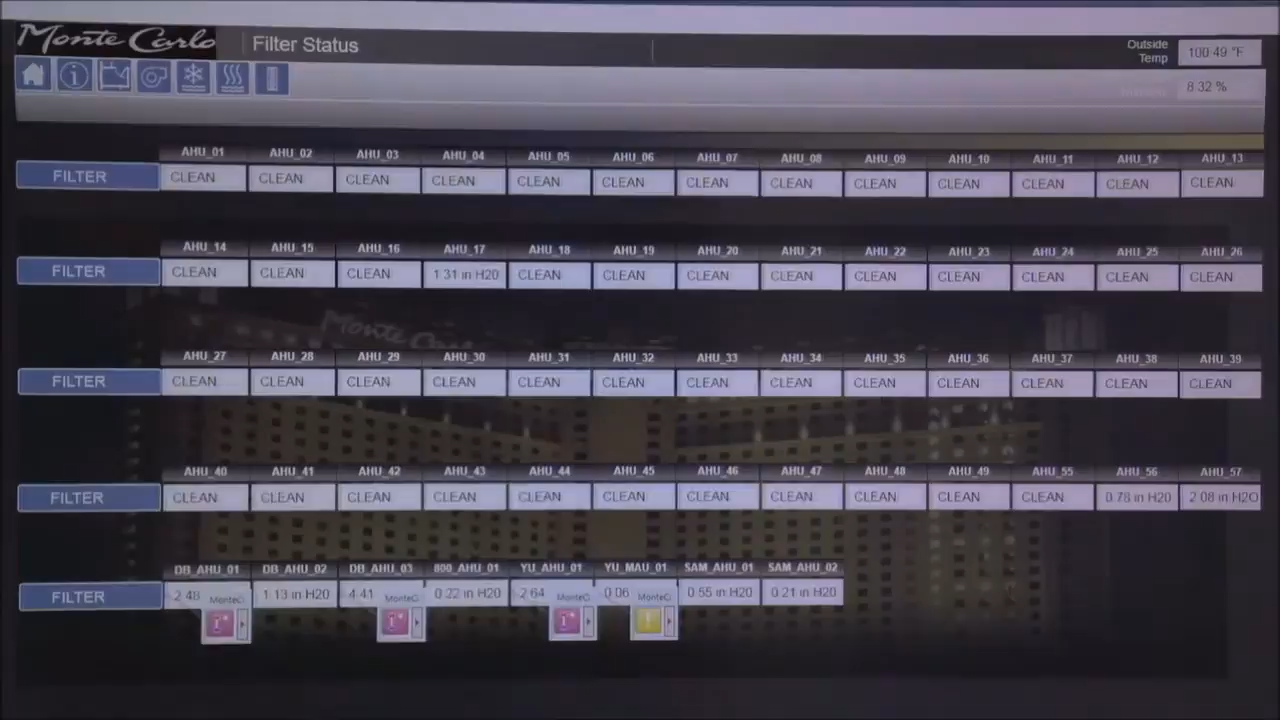 Monte Carlo
Filter Status
Outside Temp 100.49 °F
8.32 %
AHU_01 AHU_02 AHU_03 AHU_04 AHU_05 AHU_06 AHU_07 AHU_08 AHU_09 AHU_10 AHU_11 AHU_12 AHU_13
FILTER CLEAN CLEAN CLEAN CLEAN CLEAN CLEAN CLEAN CLEAN CLEAN CLEAN CLEAN CLEAN CLEAN
AHU_14 AHU_15 AHU_16 AHU_17 AHU_18 AHU_19 AHU_20 AHU_21 AHU_22 AHU_23 AHU_24 AHU_25 AHU_26
FILTER CLEAN CLEAN CLEAN 1.31 in H20 CLEAN CLEAN CLEAN CLEAN CLEAN CLEAN CLEAN CLEAN CLEAN
Monte Car
AHU_27 AHU_28 AHU_29 AHU_30 AHU_31 AHU_32 AHU_33 AHU_34 AHU_35 AHU_36 AHU_37 AHU_38 AHU_39
FILTER CLEAN CLEAN CLEAN CLEAN CLEAN CLEAN CLEAN CLEAN CLEAN CLEAN CLEAN CLEAN CLEAN
AHU_40 AHU_41 AHU_42 AHU_43 AHU_44 AHU_45 AHU_46 AHU_47 AHU_48 AHU_49 AHU_55 AHU_56 AHU_57
FILTER CLEAN CLEAN CLEAN CLEAN CLEAN CLEAN CLEAN CLEAN CLEAN CLEAN CLEAN 0.78 in H20 2.08 in H2O
DB_AHU_01 DB_AHU_02 DB_AHU_03 800_AHU_01 YU_AHU_01 YU_MAU_01 SAM_AHU_01 SAM_AHU_02
FILTER 2.48 1.13 in H20 4.41 0.22 in H20 2.64 0.06 0.55 in H20 0.21 in H20
MonteC MonteC MonteC MonteC